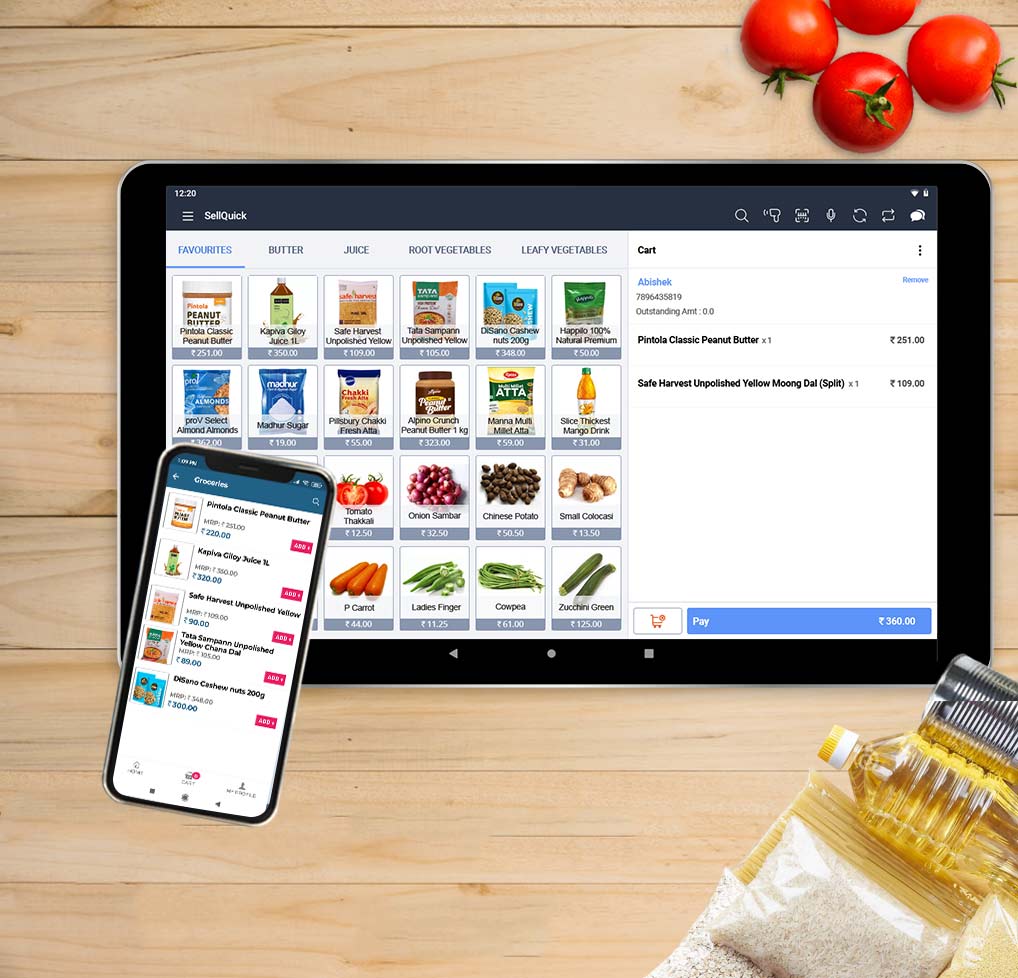 12:20
SellQuick
FAVOURITES
BUTTER
JUICE
ROOT VEGETABLES
LEAFY VEGETABLES
Pintola
PEANUT
BUTTER
Pintola Classic
Peanut Butter
₹ 251.00
Kapiva Giloy
Juice 1L
₹ 350.00
safe harvest
Safe Harvest
Unpolished Yellow
₹ 109.00
TATA
Tata Sampann
Unpolished Yellow
₹ 105.00
CASHEW
DiSano Cashew
nuts 200g
₹ 348.00
Happilo
Happilo 100%
Natural Premium
₹ 50.00
proV
ALMONDS
proV Select
Almond Almonds
₹ 362.00
madhur
Madhur Sugar
₹ 19.00
Chakki
Fresh Atta
Pillsbury Chakki
Fresh Atta
₹ 55.00
Peanut
Butter
Alpino Crunch
Peanut Butter 1 kg
₹ 323.00
Multi Millet
ATTA
Manna Multi
Millet Atta
₹ 59.00
Slice Thickest
Mango Drink
₹ 31.00
Tomato
Thakkali
₹ 12.50
Onion Sambar
₹ 32.50
Chinese Potato
₹ 50.50
Small Colocasi
₹ 13.50
P Carrot
₹ 44.00
Ladies Finger
₹ 11.25
Cowpea
₹ 61.00
Zucchini Green
₹ 125.00
Cart
Abishek
Remove
7896435819
Outstanding Amt : 0.0
Pintola Classic Peanut Butter x 1 ₹ 251.00
Safe Harvest Unpolished Yellow Moong Dal (Split) x 1 ₹ 109.00
Pay ₹ 360.00
1:09 PM
Groceries
Pintola Classic Peanut Butter
MRP: ₹ 251.00
₹ 220.00
ADD +
Kapiva Giloy Juice 1L
MRP: ₹ 350.00
₹ 320.00
ADD +
Safe Harvest Unpolished Yellow
MRP: ₹ 109.00
₹ 90.00
ADD +
Tata Sampann Unpolished
Yellow Chana Dal
MRP: ₹ 105.00
₹ 89.00
ADD +
DiSano Cashew nuts 200g
MRP: ₹ 348.00
₹ 300.00
ADD +
HOME
CART
MY PROFILE